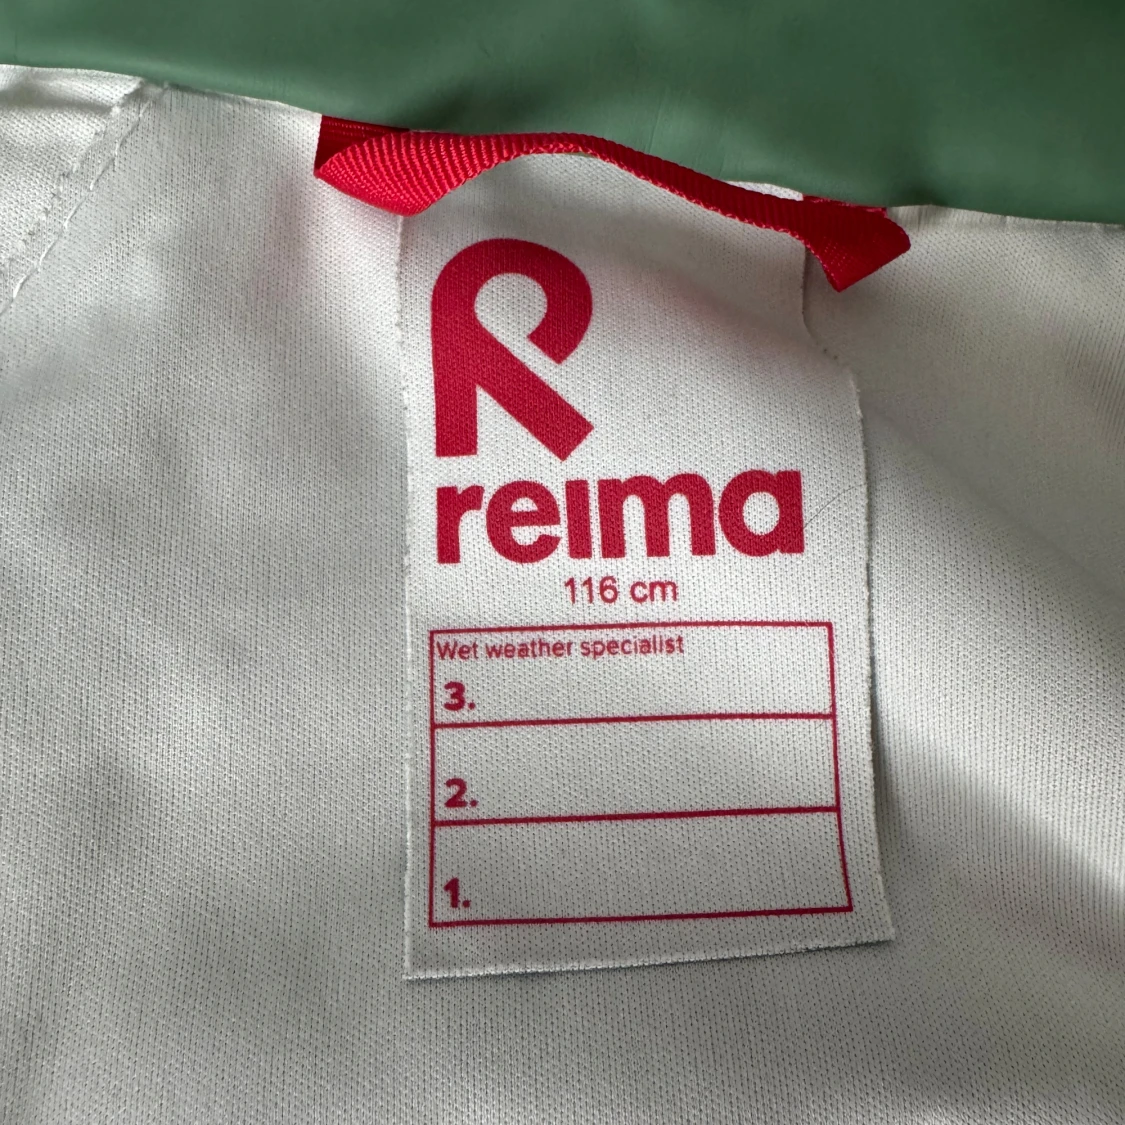 reima
116 cm
Wet weather specialist
3.
2.
1.